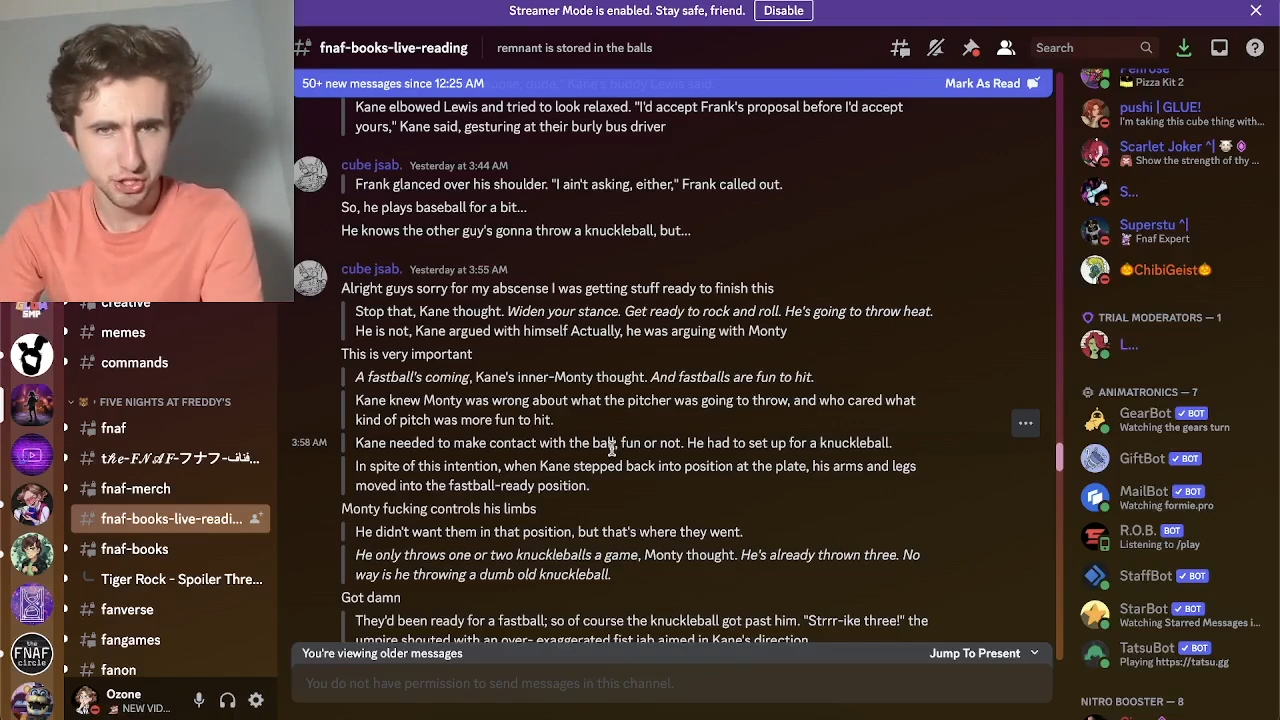 Streamer Mode is enabled. Stay safe, friend.
Disable
fnaf-books-live-reading
remnant is stored in the balls
Search
50+ new messages since 12:25 AM
Mark As Read
Kane elbowed Lewis and tried to look relaxed. "I'd accept Frank's proposal before I'd accept
yours," Kane said, gesturing at their burly bus driver
cube jsab. Yesterday at 3:44 AM
Frank glanced over his shoulder. "I ain't asking, either," Frank called out.
So, he plays baseball for a bit...
He knows the other guy's gonna throw a knuckleball, but...
cube jsab. Yesterday at 3:55 AM
Alright guys sorry for my abscense I was getting stuff ready to finish this
Stop that, Kane thought. Widen your stance. Get ready to rock and roll. He's going to throw heat.
He is not, Kane argued with himself Actually, he was arguing with Monty
This is very important
A fastball's coming, Kane's inner-Monty thought. And fastballs are fun to hit.
Kane knew Monty was wrong about what the pitcher was going to throw, and who cared what
kind of pitch was more fun to hit.
3:58 AM
Kane needed to make contact with the ball, fun or not. He had to set up for a knuckleball.
In spite of this intention, when Kane stepped back into position at the plate, his arms and legs
moved into the fastball-ready position.
Monty fucking controls his limbs
He didn't want them in that position, but that's where they went.
He ony throws one or two knuckleballs a game, Monty thought. He's already thrown three. No
way is he throwing a dumb old knuckleball.
Got damn
They'd been ready for a fastball; so of course the knuckleball got past him. "Strrr-ike three!" the
umpire shouted with an over- exaggerated fist jab aimed in Kane's direction
You're viewing older messages
Jump To Present
You do not have permission to send messages in this channel.
creative
memes
commands
FIVE NIGHTS AT FREDDY'S
fnaf
fnaf-merch
fnaf-books-live-readi...
fnaf-books
Tiger Rock - Spoiler Thre...
fanverse
fangames
fanon
SMP
the
FNAF
CIRCLE
Ozone
NEW VID...
Penrose
Pizza Kit 2
pushi | GLUE!
I'm taking this cube thing with...
Scarlet Joker ^|
Show the strength of thy ...
S...
Superstu ^|
Fnaf Expert
ChibiGeist
TRIAL MODERATORS — 1
L...
ANIMATRONICS — 7
GearBot BOT
Watching the gears turn
GiftBot BOT
MailBot BOT
Watching formie.pro
R.O.B. BOT
Listening to /play
StaffBot BOT
StarBot BOT
Watching Starred Messages i...
TatsuBot BOT
Playing https://tatsu.gg
NITRO BOOSTER — 8